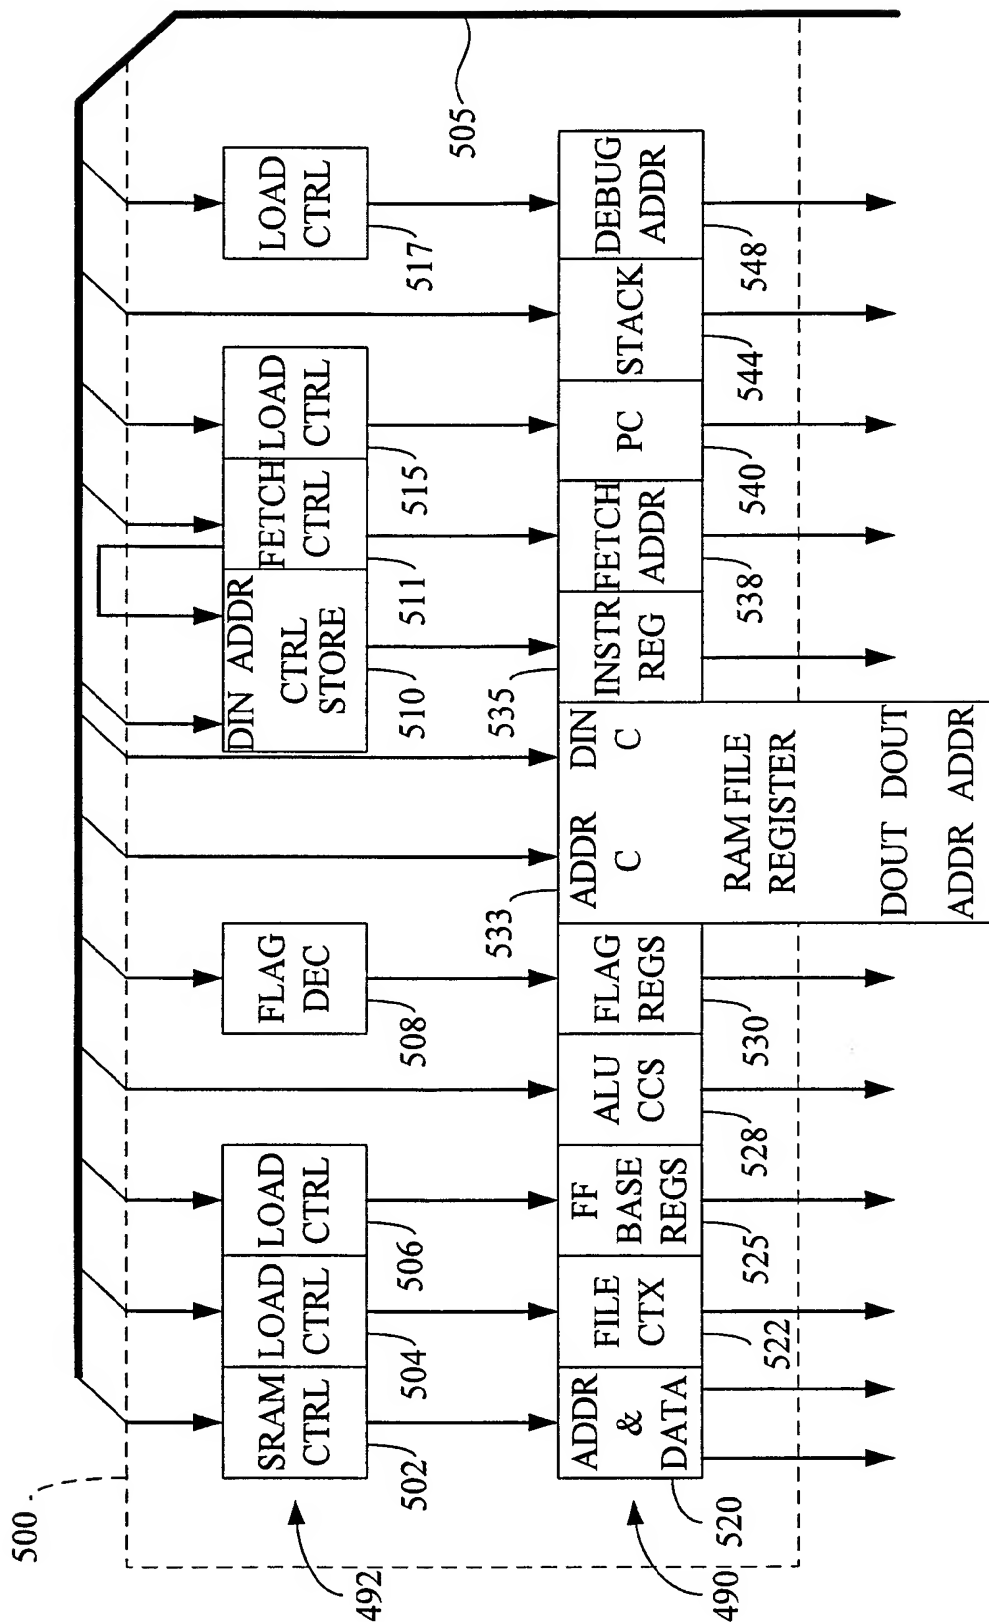 500
505
492
SRAM
CTRL
502
LOAD
CTRL
504
LOAD
CTRL
506
FLAG
DEC
508
DIN ADDR
CTRL
STORE
510
FETCH
CTRL
511
LOAD
CTRL
515
LOAD
CTRL
517
490
ADDR
&
DATA
520
FILE
CTX
522
FF
BASE
REGS
525
ALU
CCS
528
FLAG
REGS
530
533
ADDR DIN
C C
RAM FILE
REGISTER
DOUT DOUT
ADDR ADDR
535
INSTR
REG
FETCH
ADDR
538
PC
540
STACK
544
DEBUG
ADDR
548